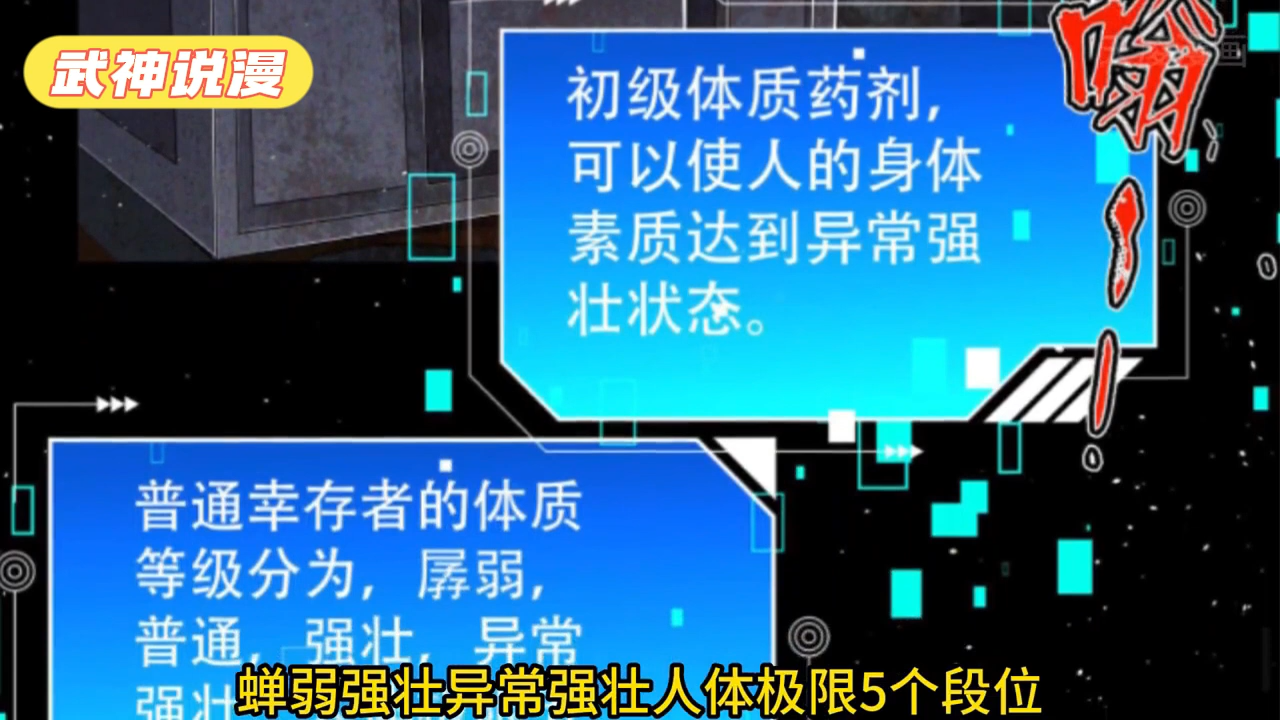 武神说漫
嗡
初级体质药剂，
可以使人的身体
素质达到异常强
壮状态。
普通幸存者的体质
等级分为，孱弱，
普通，强壮，异常
强壮
蝉弱强壮异常强壮人体极限5个段位